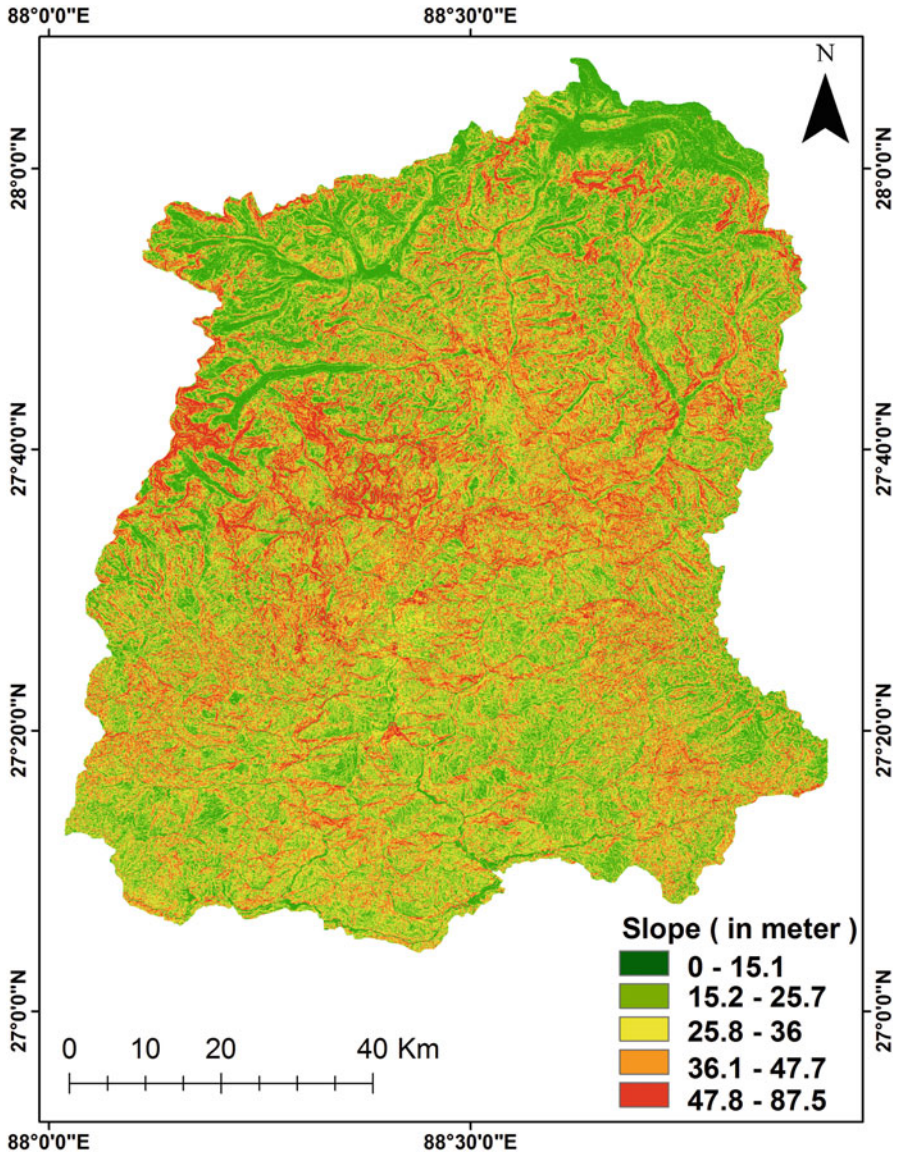 88°0'0"E 88°30'0"E
N
28°0'0"N 28°0'0"N
27°40'0"N 27°40'0"N
27°20'0"N 27°20'0"N
27°0'0"N 27°0'0"N
Slope ( in meter )
0 - 15.1
15.2 - 25.7
25.8 - 36
36.1 - 47.7
47.8 - 87.5
0 10 20 40 Km
88°0'0"E 88°30'0"E